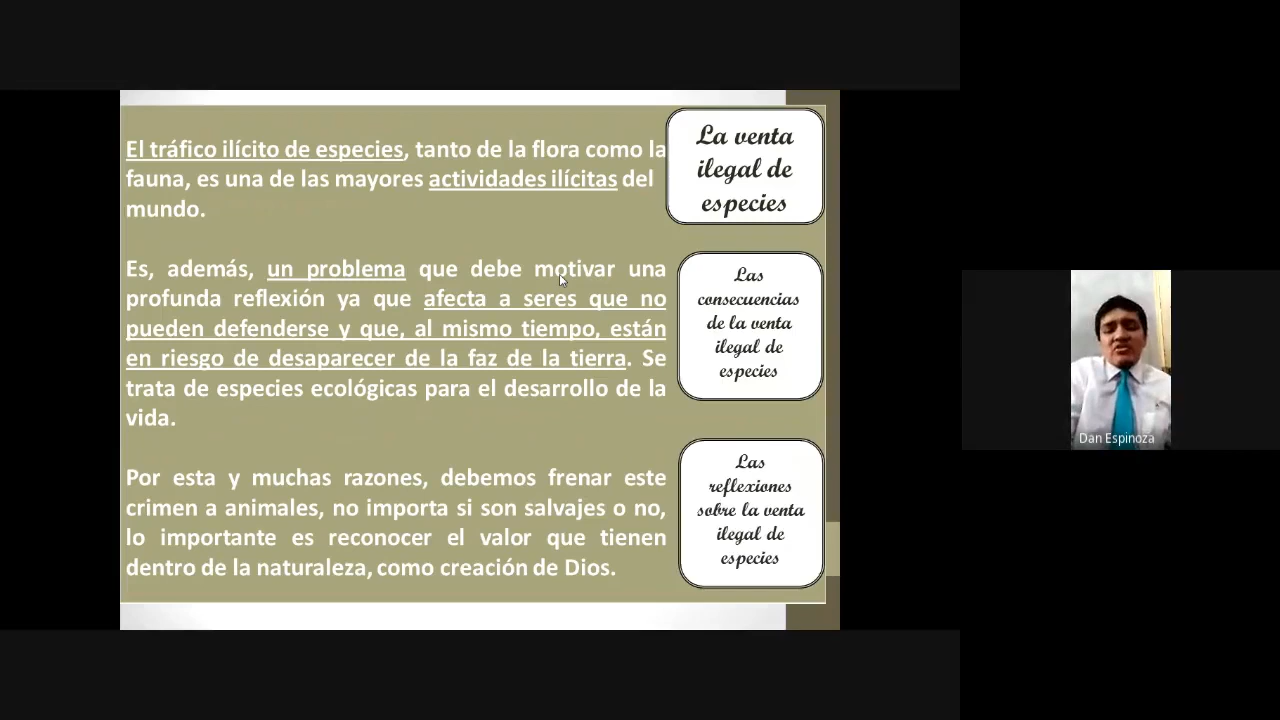 El tráfico ilícito de especies, tanto de la flora como la
fauna, es una de las mayores actividades ilícitas del
mundo.
Es, además, un problema que debe motivar una
profunda reflexión ya que afecta a seres que no
pueden defenderse y que, al mismo tiempo, están
en riesgo de desaparecer de la faz de la tierra. Se
trata de especies ecológicas para el desarrollo de la
vida.
Por esta y muchas razones, debemos frenar este
crimen a animales, no importa si son salvajes o no,
lo importante es reconocer el valor que tienen
dentro de la naturaleza, como creación de Dios.
La venta
ilegal de
especies
Las
consecuencias
de la venta
ilegal de
especies
Las
reflexiones
sobre la venta
ilegal de
especies
Dan Espinoza